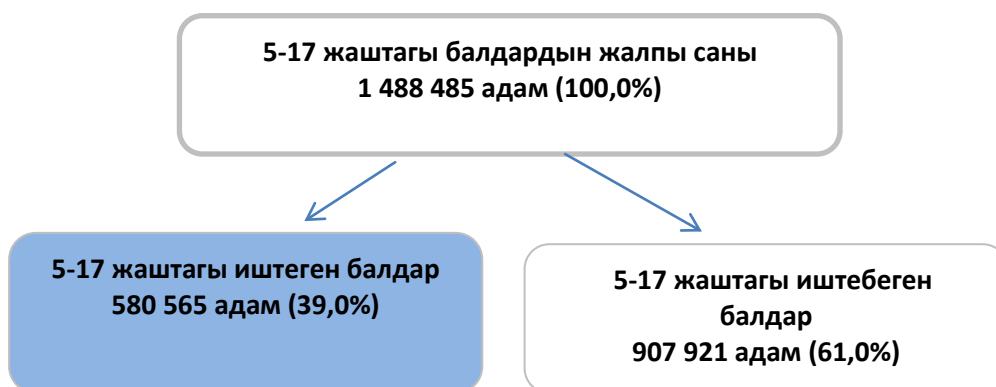 5-17 жаштагы балдардын жалпы саны
1 488 485 адам (100,0%)
5-17 жаштагы иштеген балдар
580 565 адам (39,0%)
5-17 жаштагы иштебеген
балдар
907 921 адам (61,0%)